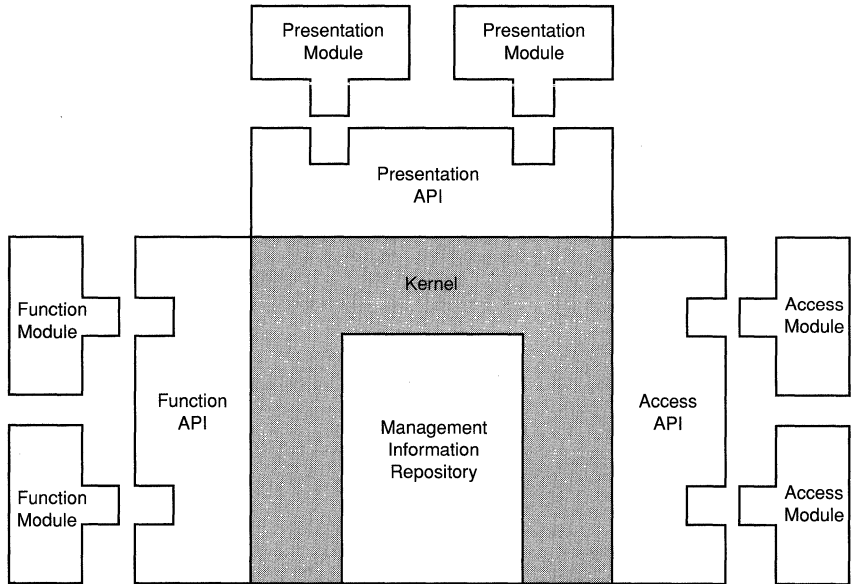 Presentation
Module
Presentation
Module
Presentation
API
Kernel
Function
Module
Access
Module
Function
API
Access
API
Management
Information
Repository
Function
Module
Access
Module